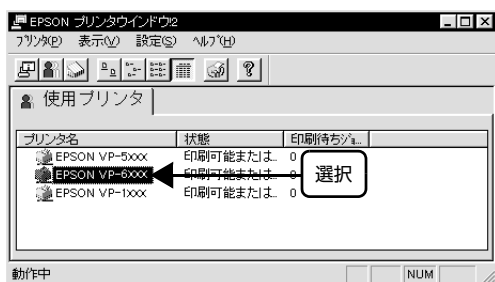 EPSON プリンタウインドウ!2
プリンタ(P) 表示(V) 設定(S) ヘルプ(H)
使用プリンタ
プリンタ名 状態 印刷待ちジョ...
EPSON VP-5xxx 印刷可能または... 0
EPSON VP-6xxx 印刷可能または... 0
EPSON VP-1xxx 印刷可能または... 0
選択
動作中 NUM